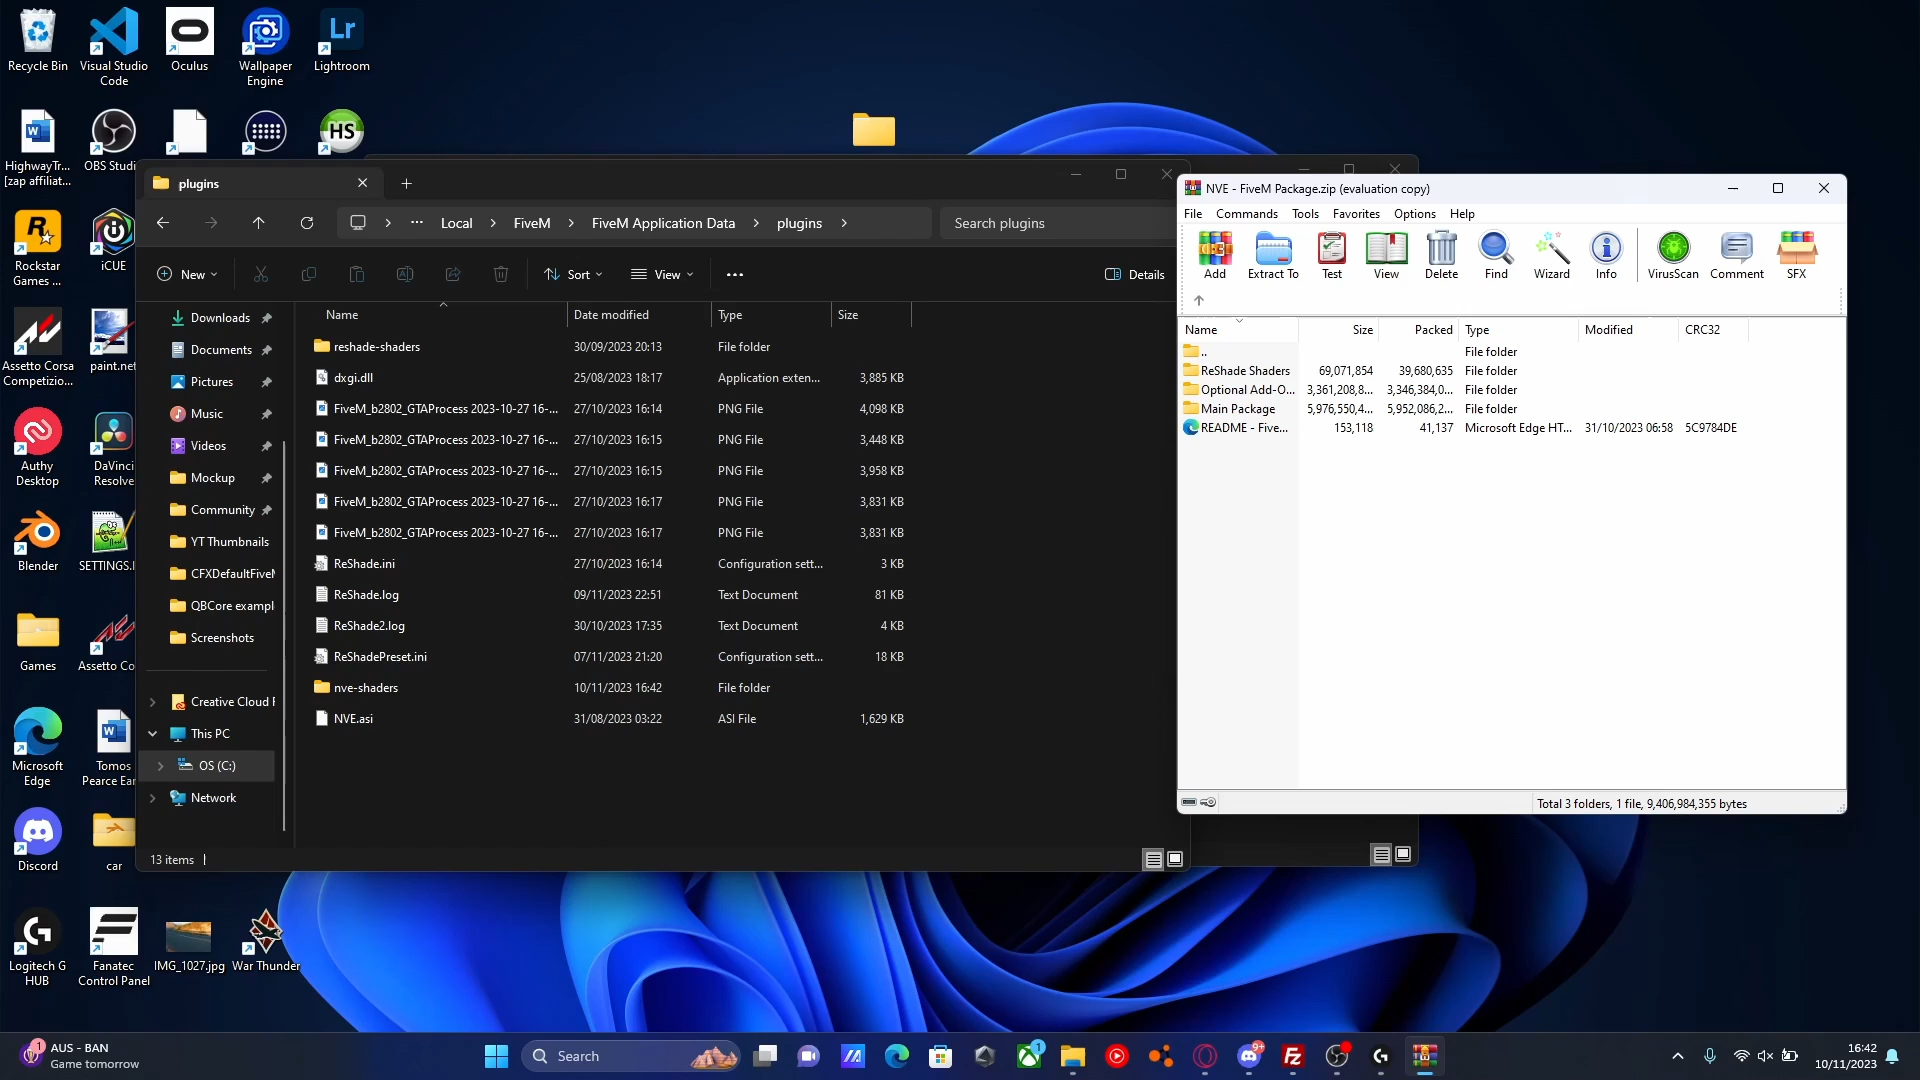 Recycle Bin
Visual Studio
Code
Oculus
Wallpaper
Engine
Lr
Lightroom
HighwayTr...
[zap affiliat...
OBS Studi
HS
Rockstar
Games ...
iCUE
Assetto Corsa
Competizio...
paint.net
Authy
Desktop
DaVinci
Resolve
Blender
SETTINGS.I
Games
Assetto Co
Microsoft
Edge
Tomos
Pearce Ear
Discord
car
Logitech G
HUB
Fanatec
Control Panel
IMG_1027.jpg
War Thunder
plugins
Local
FiveM
FiveM Application Data
plugins
Search plugins
New
Sort
View
Details
Downloads
Documents
Pictures
Music
Videos
Mockup
Community
YT Thumbnails
CFXDefaultFiveM
QBCore exampl
Screenshots
Creative Cloud F
This PC
OS (C:)
Network
Name Date modified Type Size
reshade-shaders 30/09/2023 20:13 File folder
dxgi.dll 25/08/2023 18:17 Application exten... 3,885 KB
FiveM_b2802_GTAProcess 2023-10-27 16-... 27/10/2023 16:14 PNG File 4,098 KB
FiveM_b2802_GTAProcess 2023-10-27 16-... 27/10/2023 16:15 PNG File 3,448 KB
FiveM_b2802_GTAProcess 2023-10-27 16-... 27/10/2023 16:15 PNG File 3,958 KB
FiveM_b2802_GTAProcess 2023-10-27 16-... 27/10/2023 16:17 PNG File 3,831 KB
FiveM_b2802_GTAProcess 2023-10-27 16-... 27/10/2023 16:17 PNG File 3,831 KB
ReShade.ini 27/10/2023 16:14 Configuration sett... 3 KB
ReShade.log 09/11/2023 22:51 Text Document 81 KB
ReShade2.log 30/10/2023 17:35 Text Document 4 KB
ReShadePreset.ini 07/11/2023 21:20 Configuration sett... 18 KB
nve-shaders 10/11/2023 16:42 File folder
NVE.asi 31/08/2023 03:22 ASI File 1,629 KB
13 items
NVE - FiveM Package.zip (evaluation copy)
File Commands Tools Favorites Options Help
Add Extract To Test View Delete Find Wizard Info VirusScan Comment SFX
Name Size Packed Type Modified CRC32
.. File folder
ReShade Shaders 69,071,854 39,680,635 File folder
Optional Add-O... 3,361,208,8... 3,346,384,0... File folder
Main Package 5,976,550,4... 5,952,086,2... File folder
README - Five... 153,118 41,137 Microsoft Edge HT... 31/10/2023 06:58 5C9784DE
Total 3 folders, 1 file, 9,406,984,355 bytes
1
AUS - BAN
Game tomorrow
Search
1
9+
16:42
10/11/2023